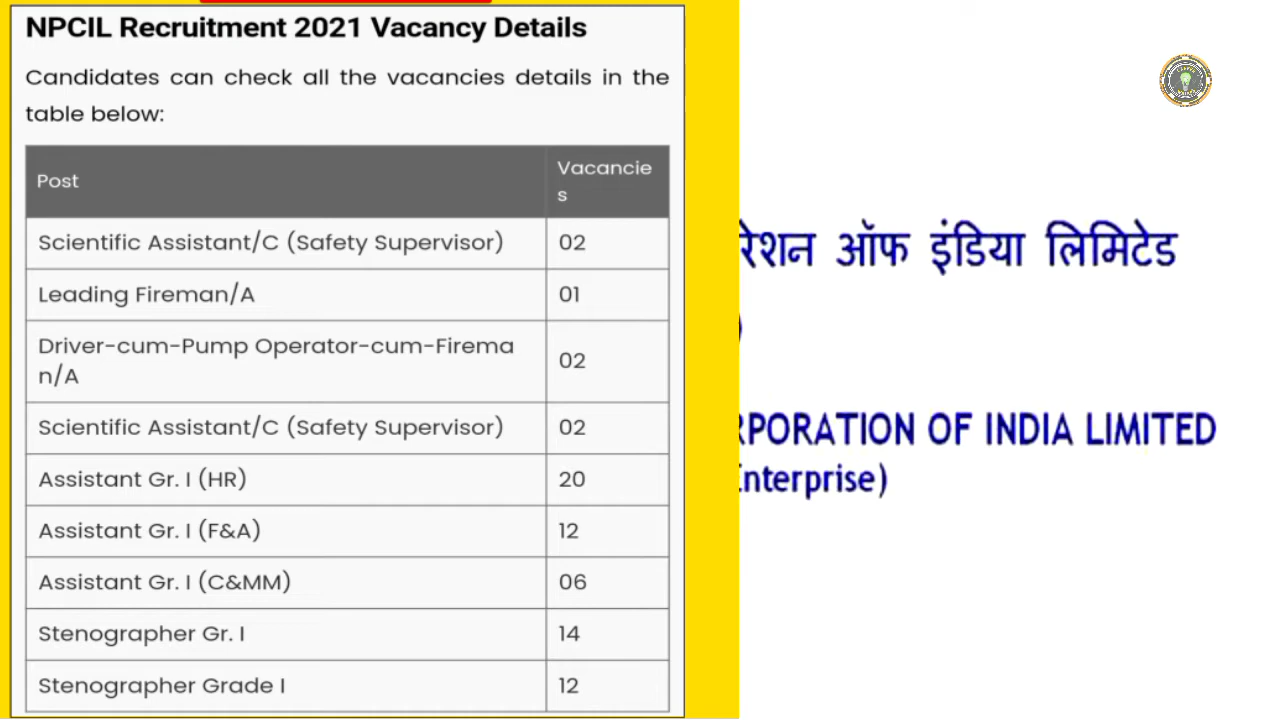 NPCIL Recruitment 2021 Vacancy Details
Candidates can check all the vacancies details in the
table below:
Post Vacancie
s
Scientific Assistant/C (Safety Supervisor) 02
Leading Fireman/A 01
Driver-cum-Pump Operator-cum-Firema
n/A 02
Scientific Assistant/C (Safety Supervisor) 02
Assistant Gr. I (HR) 20
Assistant Gr. I (F&A) 12
Assistant Gr. I (C&MM) 06
Stenographer Gr. I 14
Stenographer Grade I 12
रेशन ऑफ इंडिया लिमिटेड
)
RPORATION OF INDIA LIMITED
Enterprise)